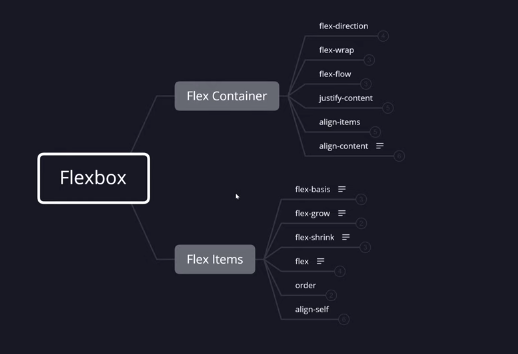 Flexbox
Flex Container
flex-direction
flex-wrap
flex-flow
justify-content
align-items
align-content
Flex Items
flex-basis
flex-grow
flex-shrink
flex
order
align-self